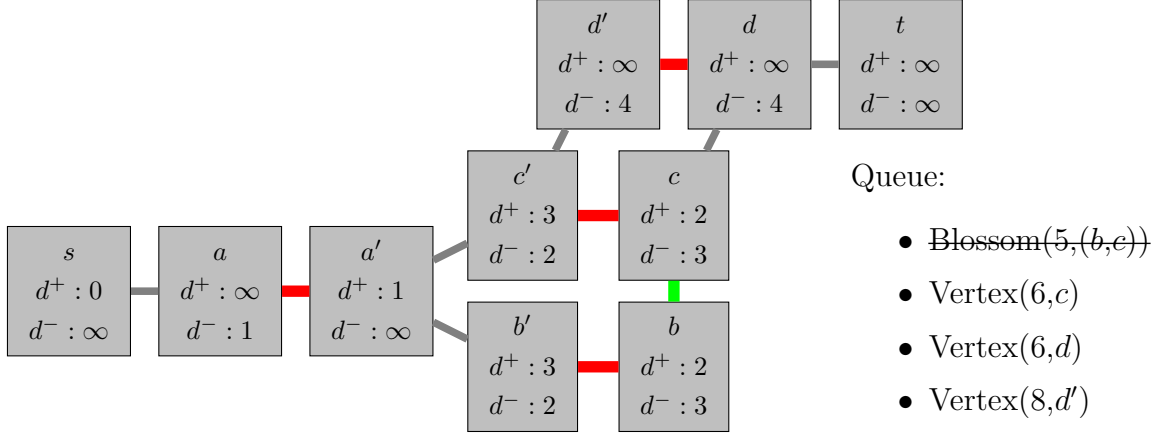 d′
d⁺ : ∞
d⁻ : 4
d
d⁺ : ∞
d⁻ : 4
t
d⁺ : ∞
d⁻ : ∞
c′
d⁺ : 3
d⁻ : 2
c
d⁺ : 2
d⁻ : 3
s
d⁺ : 0
d⁻ : ∞
a
d⁺ : ∞
d⁻ : 1
a′
d⁺ : 1
d⁻ : ∞
b′
d⁺ : 3
d⁻ : 2
b
d⁺ : 2
d⁻ : 3
Queue:
• Blossom(5,(b,c))
• Vertex(6,c)
• Vertex(6,d)
• Vertex(8,d′)